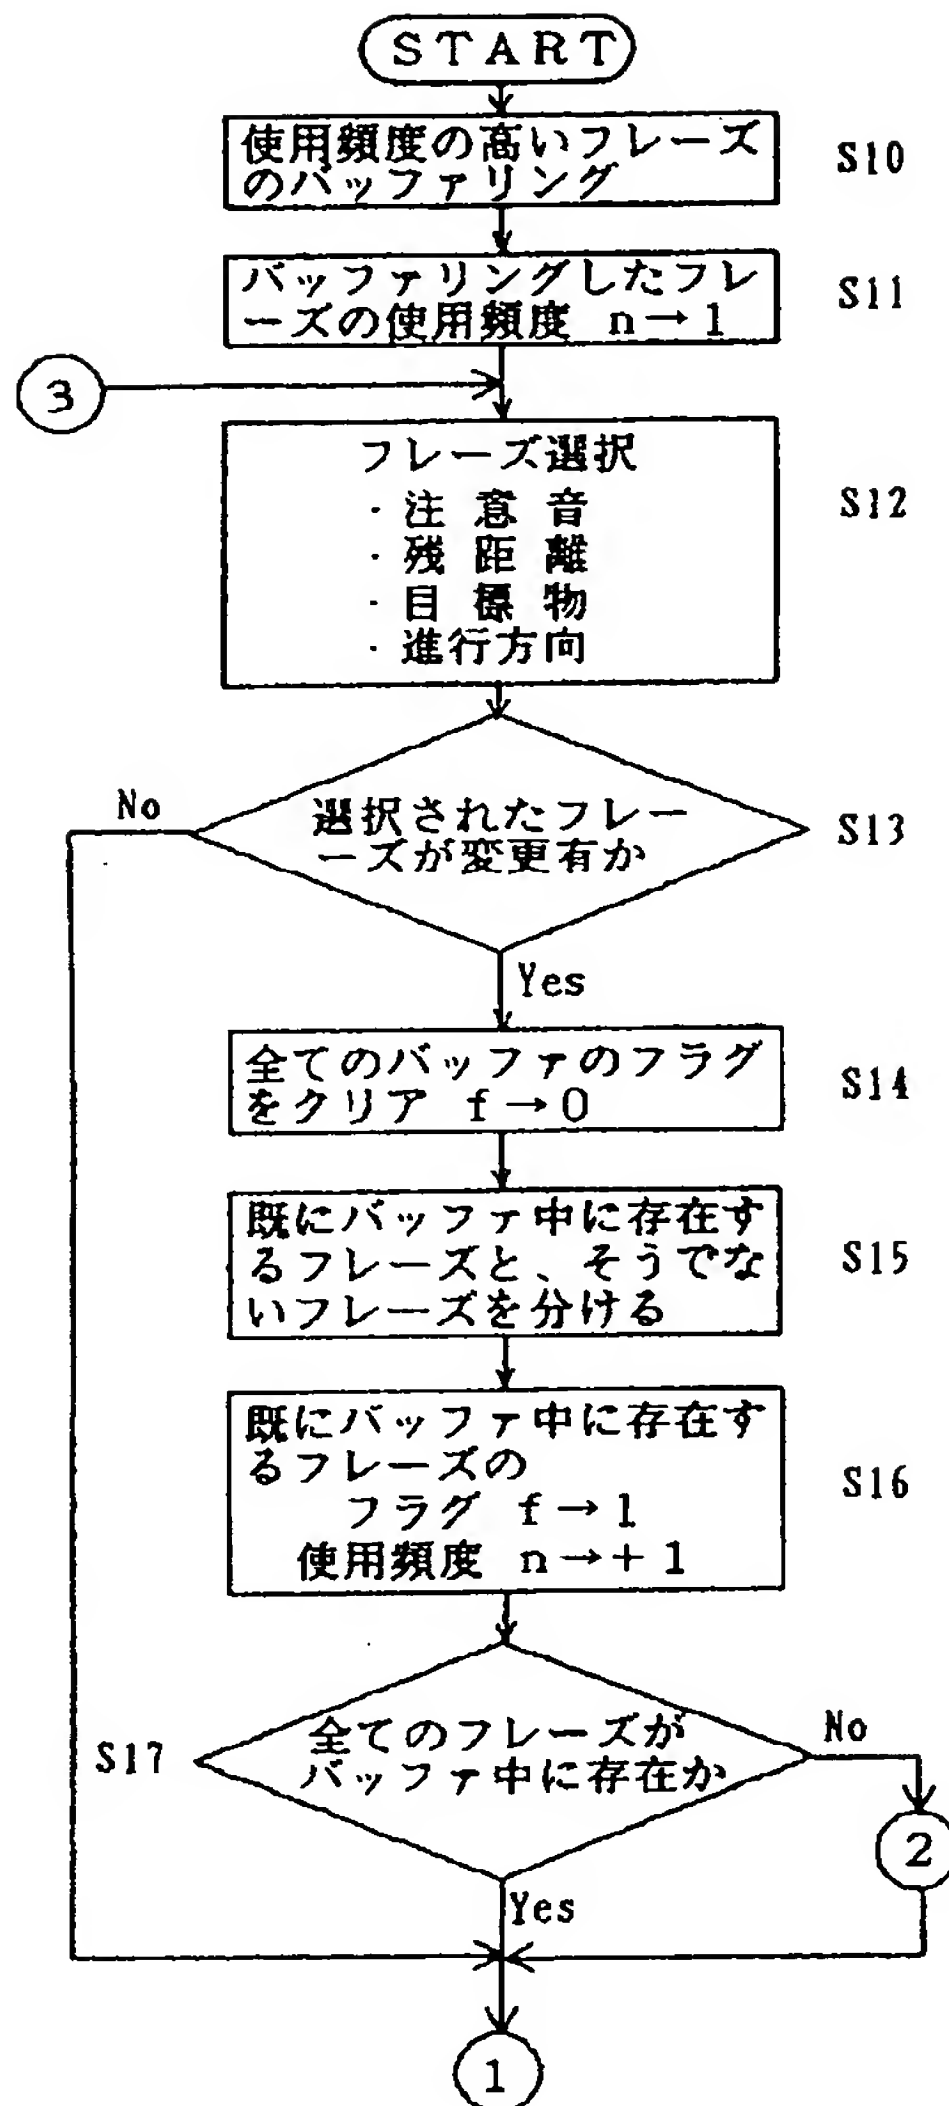 START
使用頻度の高いフレーズ
のバッファリング
S10
バッファリングしたフレ
ーズの使用頻度 n→1
S11
3
フレーズ選択
・注意音
・残距離
・目標物
・進行方向
S12
No
選択されたフレー
ーズが変更有か
S13
Yes
全てのバッファのフラグ
をクリア f→0
S14
既にバッファ中に存在す
るフレーズと、そうでな
いフレーズを分ける
S15
既にバッファ中に存在す
るフレーズの
フラグ f→1
使用頻度 n→+1
S16
S17
全てのフレーズが
バッファ中に存在か
No
2
Yes
1